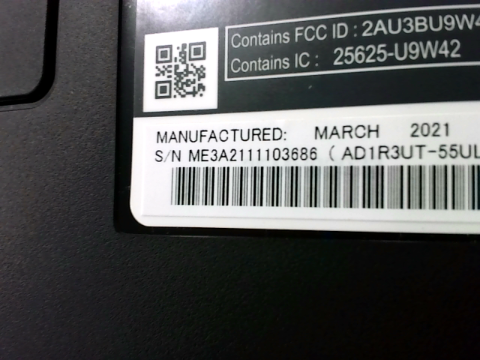 Contains FCC ID : 2AU3BU9W4
Contains IC : 25625-U9W42
MANUFACTURED: MARCH 2021
S/N ME3A2111103686 ( AD1R3UT-55UL